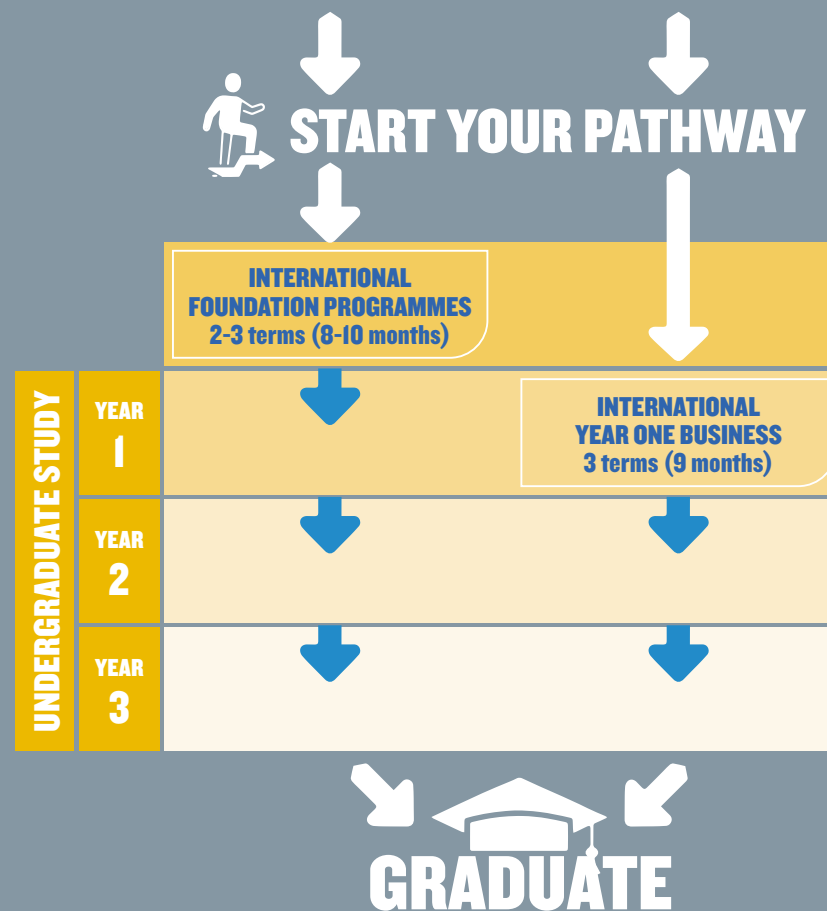 START YOUR PATHWAY
INTERNATIONAL
FOUNDATION PROGRAMMES
2-3 terms (8-10 months)
UNDERGRADUATE STUDY
YEAR
1
INTERNATIONAL
YEAR ONE BUSINESS
3 terms (9 months)
YEAR
2
YEAR
3
GRADUATE